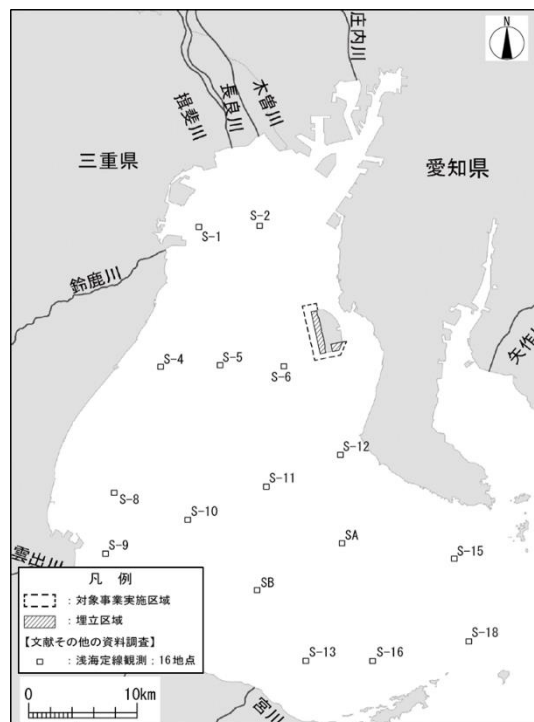 N
庄内川
木曽川
長良川
揖斐川
三重県
愛知県
S-2
S-1
鈴鹿川
矢作
S-4
S-5
S-6
S-12
S-11
S-8
S-10
S-9
SA
S-15
雲出川
SB
凡 例
：対象事業実施区域
：埋立区域
【文献その他の資料調査】
：浅海定線観測：16地点
S-18
S-13
S-16
0 10km
宮川